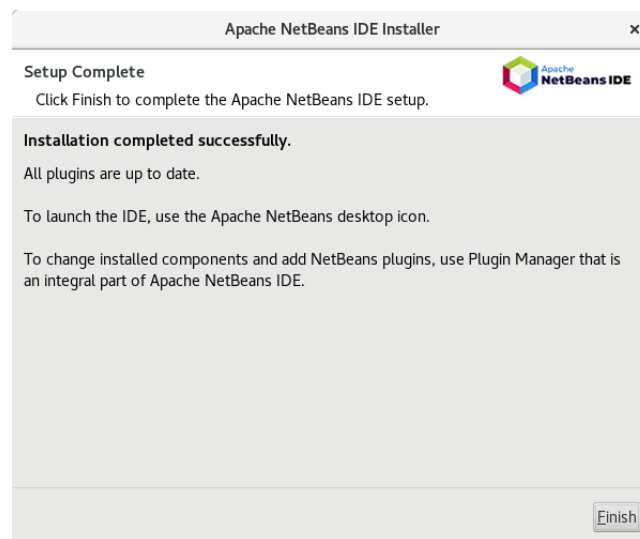 Apache NetBeans IDE Installer ×
Setup Complete
Apache
NetBeans IDE
Click Finish to complete the Apache NetBeans IDE setup.
Installation completed successfully.
All plugins are up to date.
To launch the IDE, use the Apache NetBeans desktop icon.
To change installed components and add NetBeans plugins, use Plugin Manager that is
an integral part of Apache NetBeans IDE.
Finish